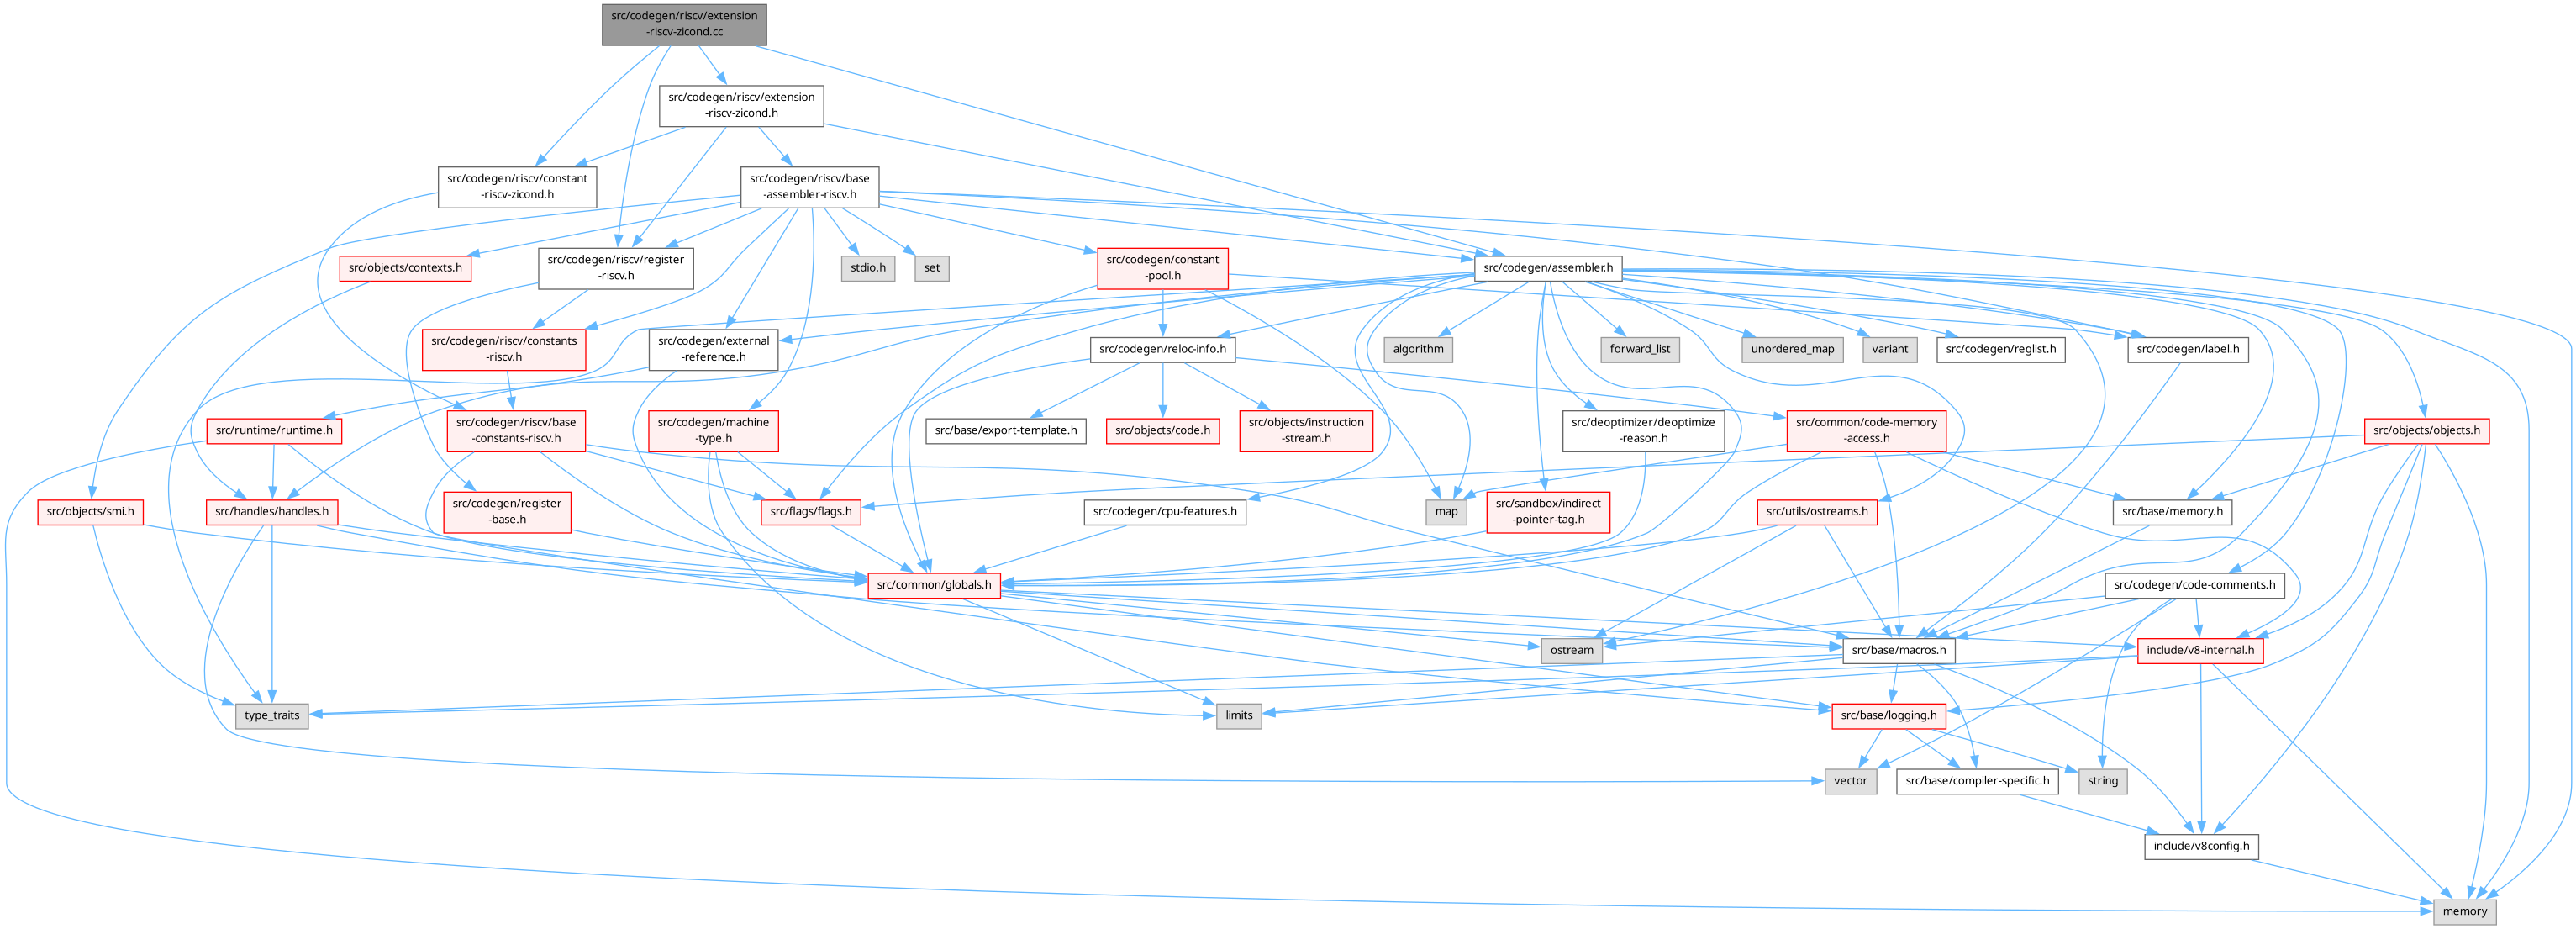 src/codegen/riscv/extension
-riscv-zicond.cc
src/codegen/riscv/extension
-riscv-zicond.h
src/codegen/riscv/constant
-riscv-zicond.h
src/codegen/riscv/base
-assembler-riscv.h
src/objects/contexts.h
src/codegen/riscv/register
-riscv.h
stdio.h
set
src/codegen/constant
-pool.h
src/codegen/assembler.h
src/codegen/riscv/constants
-riscv.h
src/codegen/external
-reference.h
src/codegen/reloc-info.h
algorithm
forward_list
unordered_map
variant
src/codegen/reglist.h
src/codegen/label.h
src/runtime/runtime.h
src/codegen/riscv/base
-constants-riscv.h
src/codegen/machine
-type.h
src/base/export-template.h
src/objects/code.h
src/objects/instruction
-stream.h
src/deoptimizer/deoptimize
-reason.h
src/common/code-memory
-access.h
src/objects/objects.h
src/objects/smi.h
src/handles/handles.h
src/codegen/register
-base.h
src/flags/flags.h
src/codegen/cpu-features.h
map
src/sandbox/indirect
-pointer-tag.h
src/utils/ostreams.h
src/base/memory.h
src/common/globals.h
src/codegen/code-comments.h
ostream
src/base/macros.h
include/v8-internal.h
type_traits
limits
src/base/logging.h
vector
src/base/compiler-specific.h
string
include/v8config.h
memory